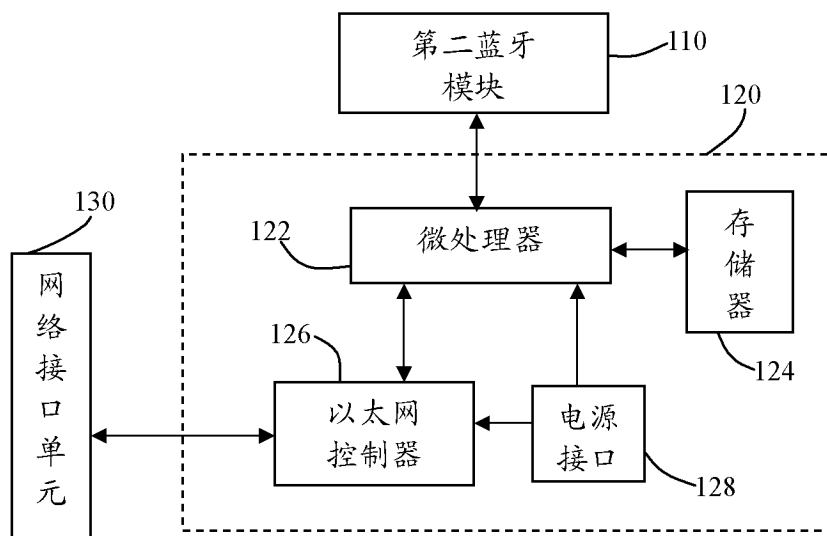 第二蓝牙
模块
110
120
130
122
微处理器
存
储
器
124
网
络
接
口
单
元
126
以太网
控制器
电源
接口
128